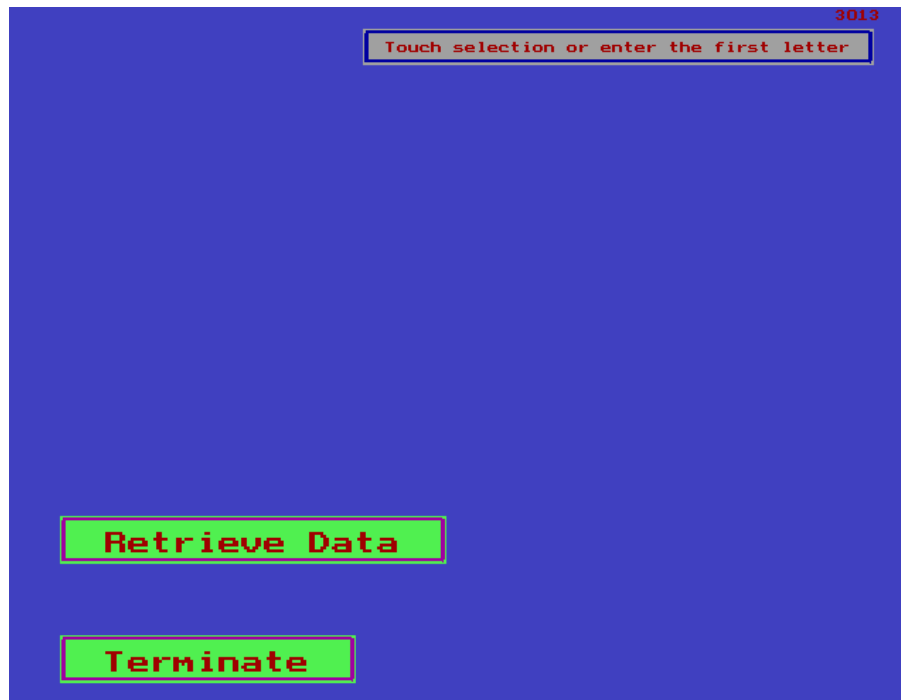 3013
Touch selection or enter the first letter
Retrieve Data
Terminate